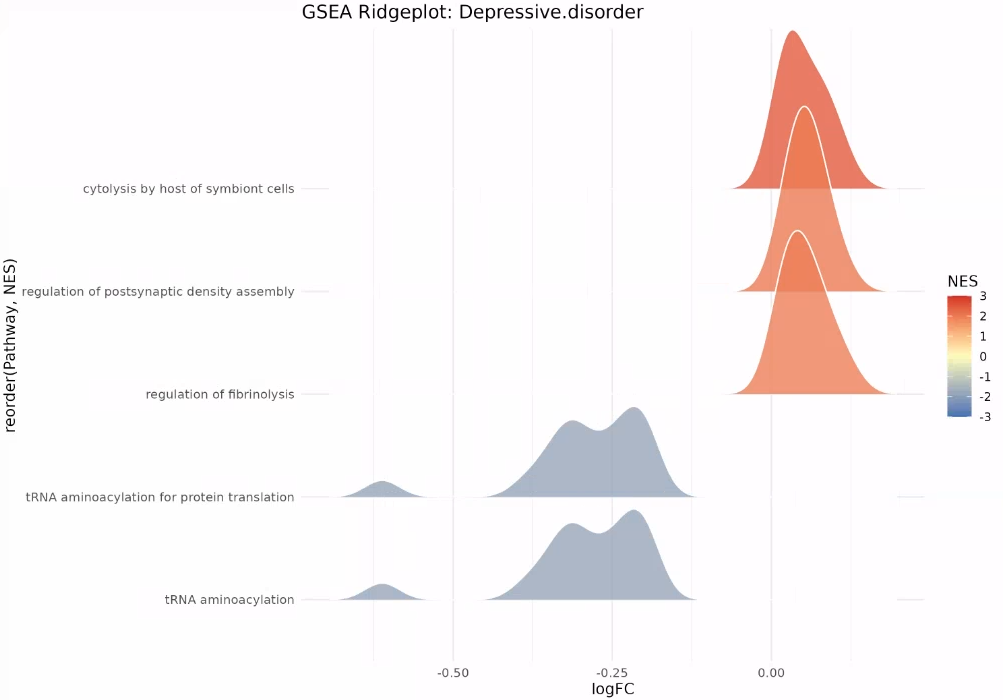 GSEA Ridgeplot: Depressive.disorder
reorder(Pathway, NES)
cytolysis by host of symbiont cells
regulation of postsynaptic density assembly
regulation of fibrinolysis
tRNA aminoacylation for protein translation
tRNA aminoacylation
-0.50
-0.25
0.00
logFC
NES
3
2
1
0
-1
-2
-3